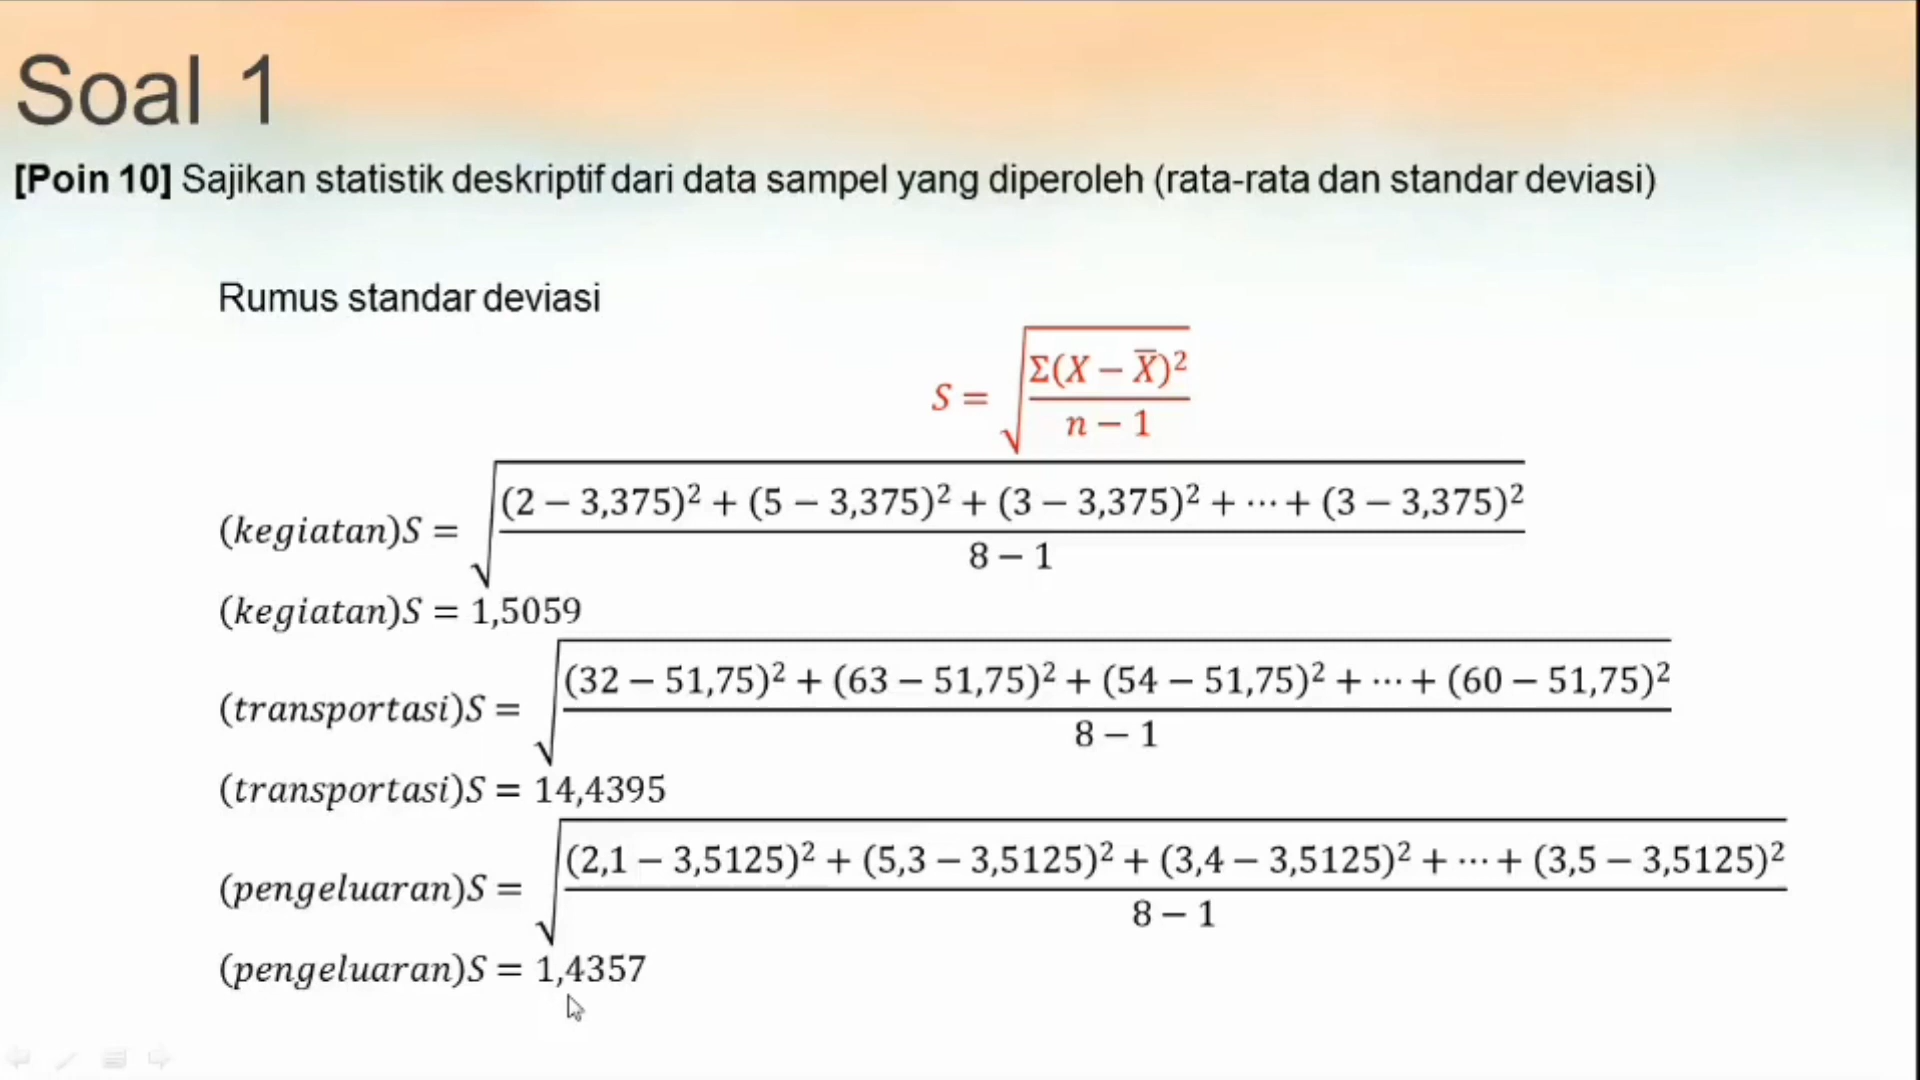 Soal 1
[Poin 10] Sajikan statistik deskriptif dari data sampel yang diperoleh (rata-rata dan standar deviasi)
Rumus standar deviasi
S = √(Σ(X − X̅)² / (n − 1))
(kegiatan)S = √(((2 − 3,375)² + (5 − 3,375)² + (3 − 3,375)² + ⋯ + (3 − 3,375)²) / (8 − 1))
(kegiatan)S = 1,5059
(transportasi)S = √(((32 − 51,75)² + (63 − 51,75)² + (54 − 51,75)² + ⋯ + (60 − 51,75)²) / (8 − 1))
(transportasi)S = 14,4395
(pengeluaran)S = √(((2,1 − 3,5125)² + (5,3 − 3,5125)² + (3,4 − 3,5125)² + ⋯ + (3,5 − 3,5125)²) / (8 − 1))
(pengeluaran)S = 1,4357